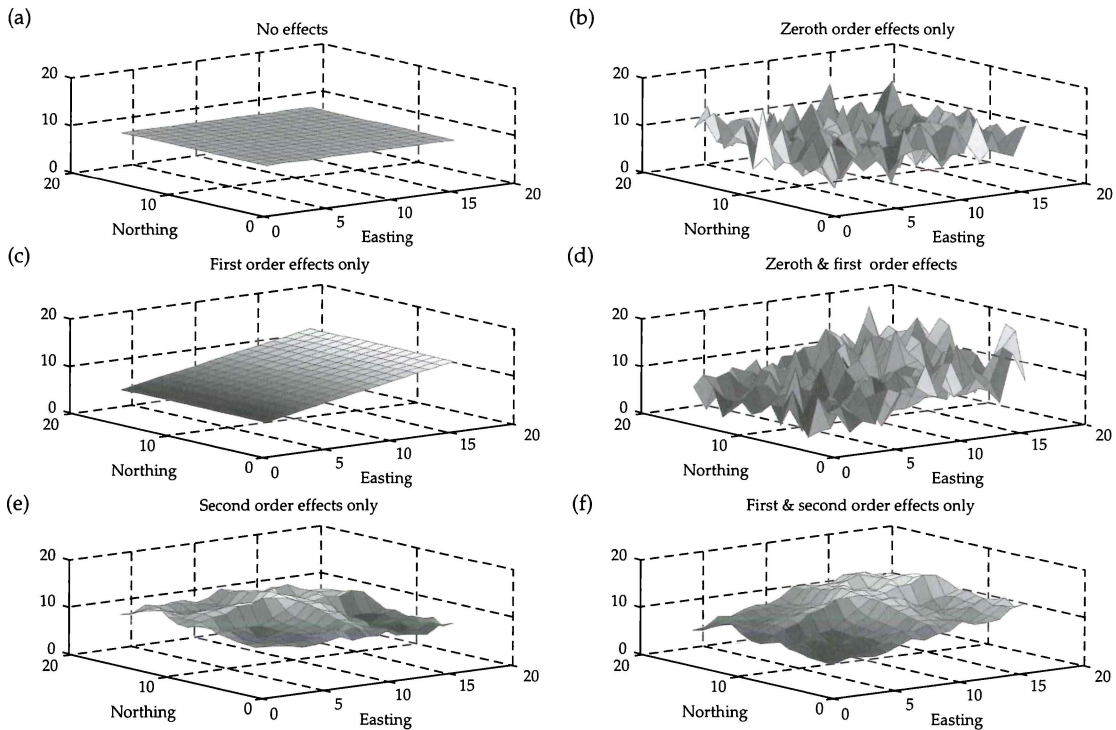 (a)
No effects
20
10
0
20
10
0
0
5
10
15
20
Northing
Easting
(b)
Zeroth order effects only
20
10
0
20
10
0
0
5
10
15
20
Northing
Easting
(c)
First order effects only
20
10
0
20
10
0
0
5
10
15
20
Northing
Easting
(d)
Zeroth & first order effects
20
10
0
20
10
0
0
5
10
15
20
Northing
Easting
(e)
Second order effects only
20
10
0
20
10
0
0
5
10
15
20
Northing
Easting
(f)
First & second order effects only
20
10
0
20
10
0
0
5
10
15
20
Northing
Easting